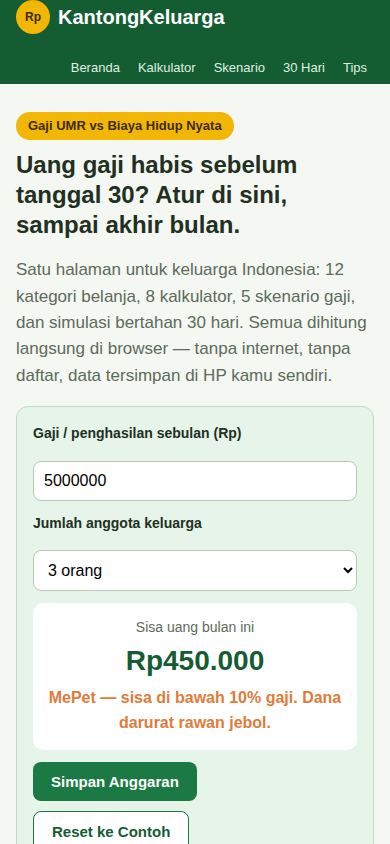 Rp KantongKeluarga
Beranda Kalkulator Skenario 30 Hari Tips
Gaji UMR vs Biaya Hidup Nyata
Uang gaji habis sebelum
tanggal 30? Atur di sini,
sampai akhir bulan.
Satu halaman untuk keluarga Indonesia: 12
kategori belanja, 8 kalkulator, 5 skenario gaji,
dan simulasi bertahan 30 hari. Semua dihitung
langsung di browser — tanpa internet, tanpa
daftar, data tersimpan di HP kamu sendiri.
Gaji / penghasilan sebulan (Rp)
5000000
Jumlah anggota keluarga
3 orang
Sisa uang bulan ini
Rp450.000
MePet — sisa di bawah 10% gaji. Dana
darurat rawan jebol.
Simpan Anggaran
Reset ke Contoh